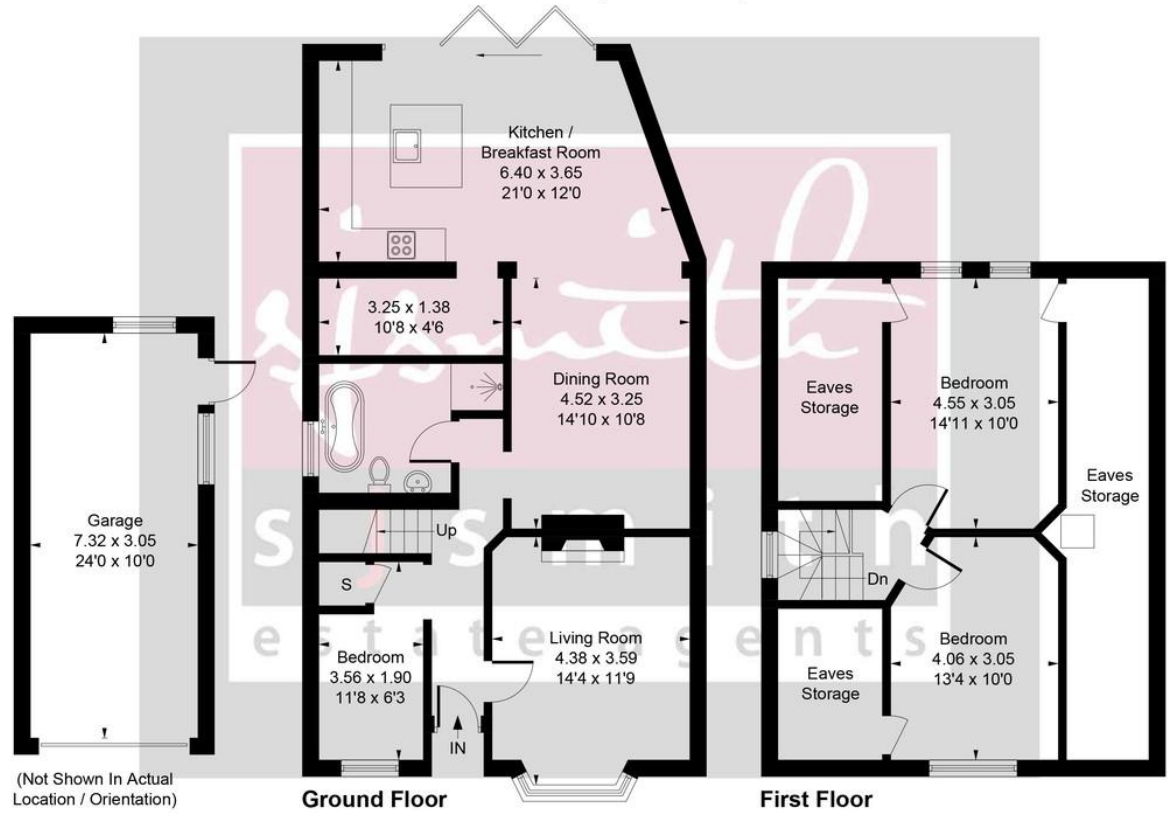 Kitchen /
Breakfast Room
6.40 x 3.65
21'0 x 12'0
3.25 x 1.38
10'8 x 4'6
Dining Room
4.52 x 3.25
14'10 x 10'8
Up
S
Bedroom
3.56 x 1.90
11'8 x 6'3
Living Room
4.38 x 3.59
14'4 x 11'9
IN
Garage
7.32 x 3.05
24'0 x 10'0
(Not Shown In Actual
Location / Orientation)
Ground Floor
Eaves
Storage
Bedroom
4.55 x 3.05
14'11 x 10'0
Eaves
Storage
Dn
Bedroom
4.06 x 3.05
13'4 x 10'0
Eaves
Storage
First Floor
sjsmith
sjsmith
estate agents